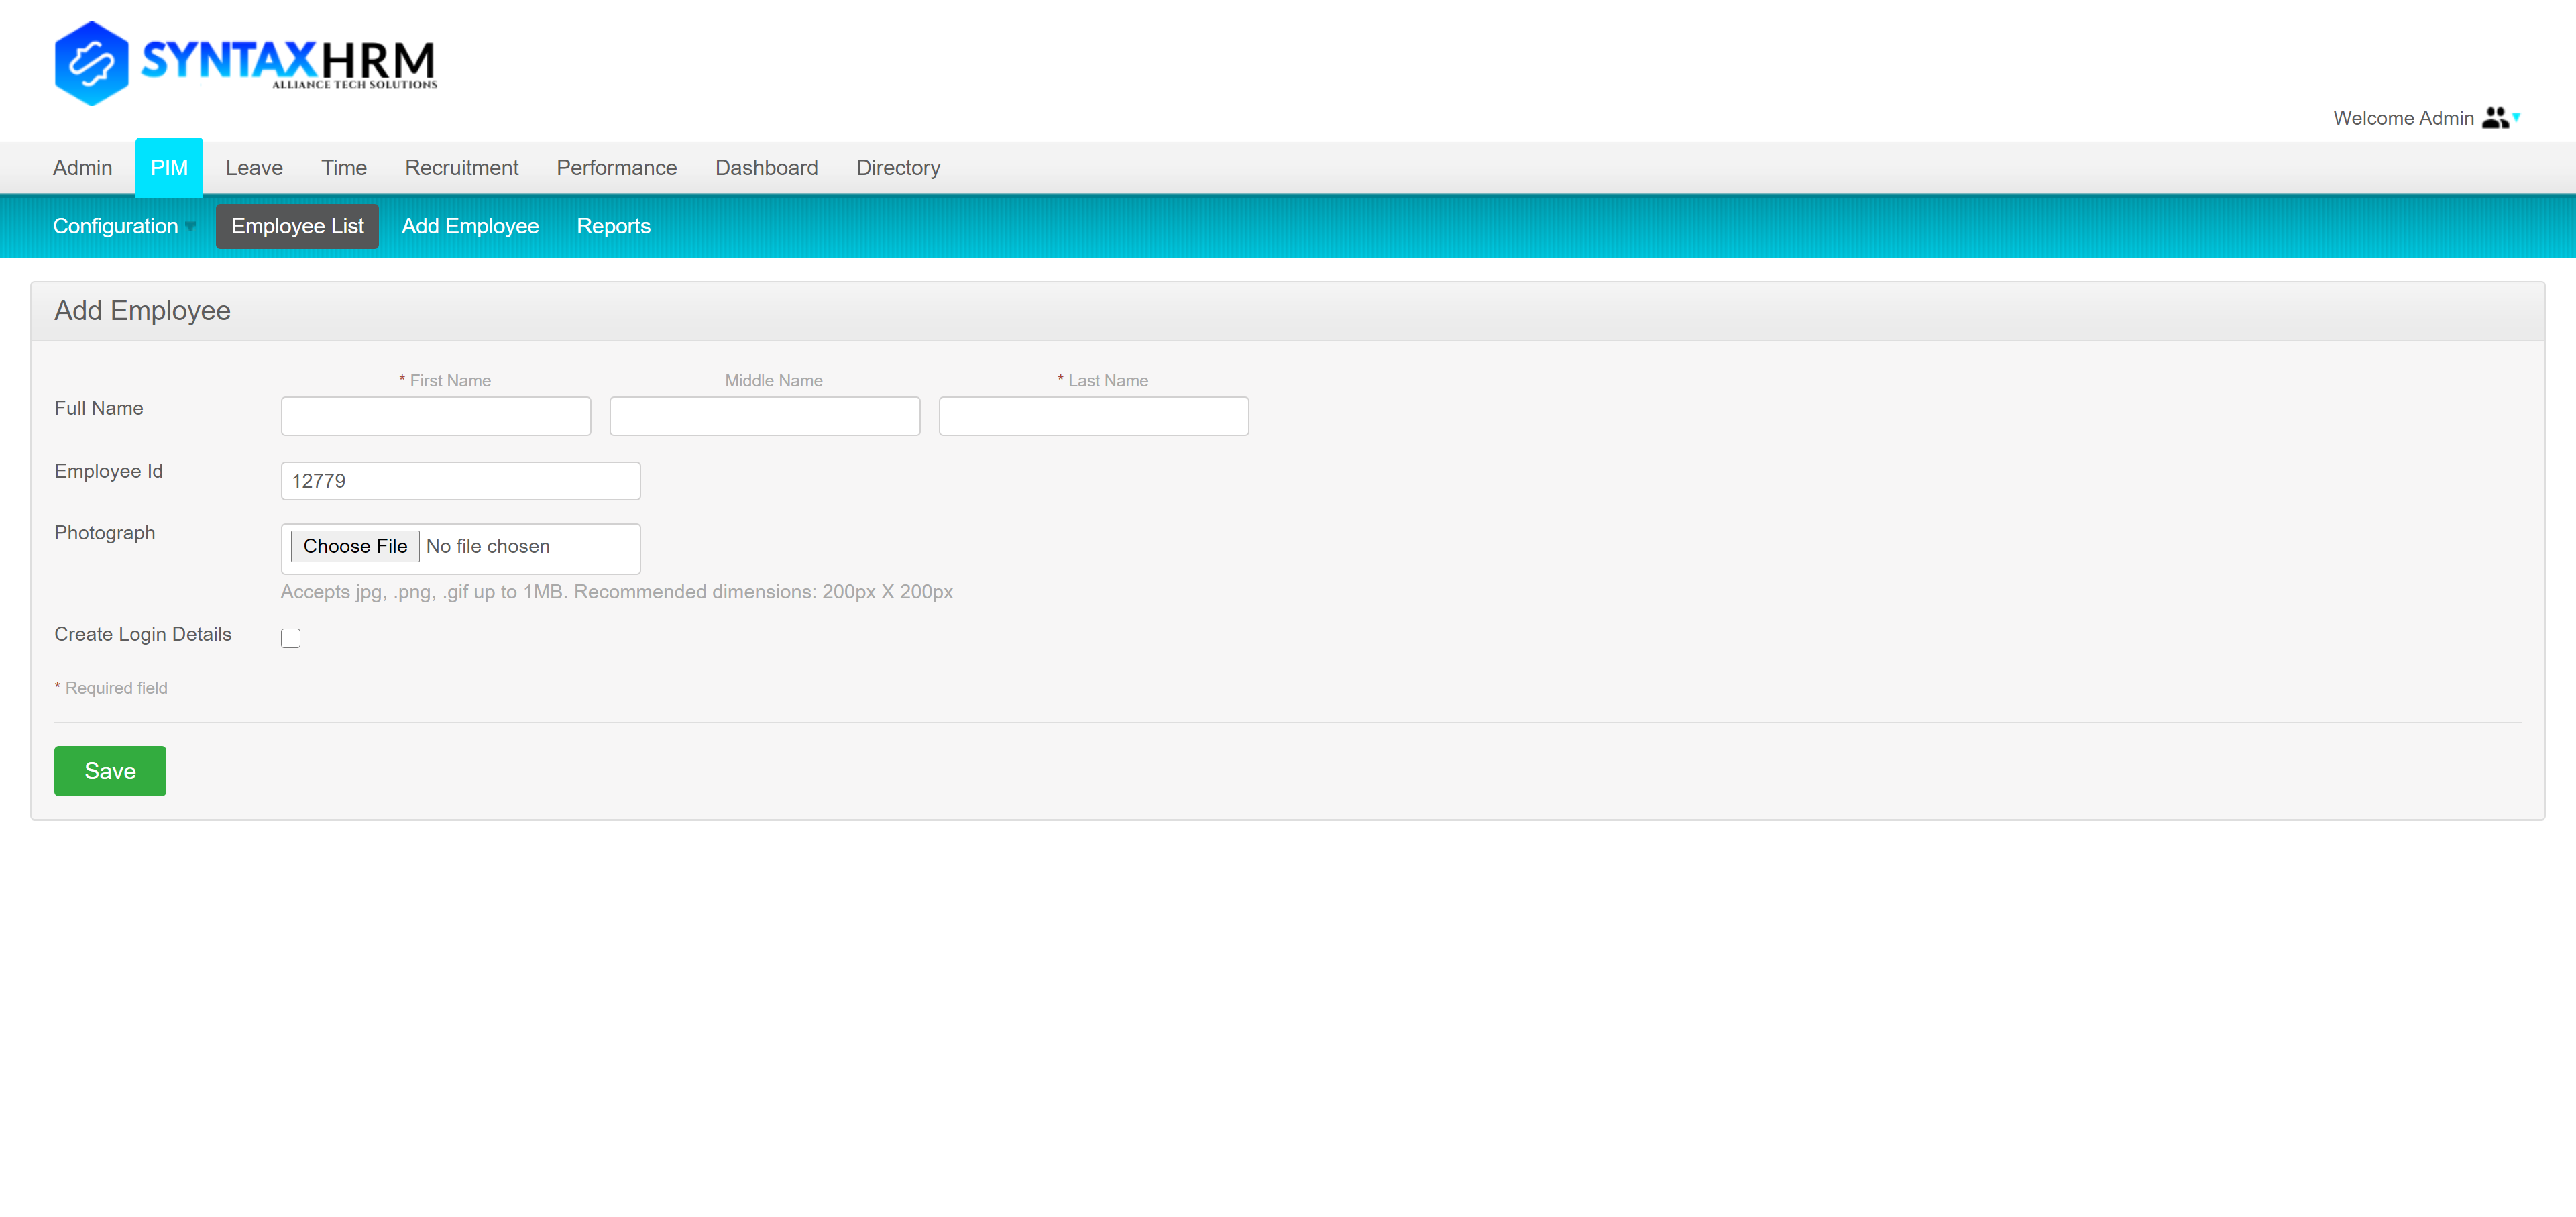 SYNTAXHRM
ALLIANCE TECH SOLUTIONS
Welcome Admin
Admin PIM Leave Time Recruitment Performance Dashboard Directory
Configuration Employee List Add Employee Reports
Add Employee
* First Name Middle Name * Last Name
Full Name
Employee Id 12779
Photograph Choose File No file chosen
Accepts jpg, .png, .gif up to 1MB. Recommended dimensions: 200px X 200px
Create Login Details
* Required field
Save